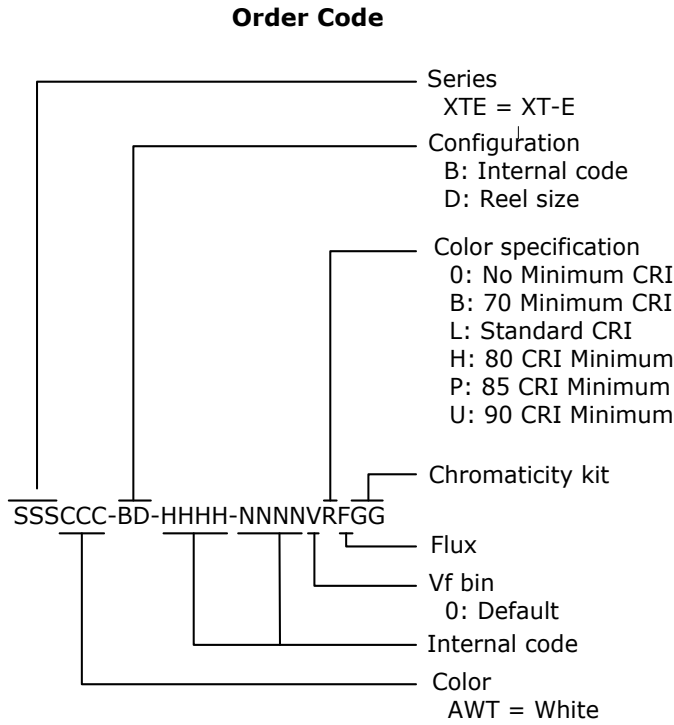 Order Code
Series
XTE = XT-E
Configuration
B: Internal code
D: Reel size
Color specification
0: No Minimum CRI
B: 70 Minimum CRI
L: Standard CRI
H: 80 CRI Minimum
P: 85 CRI Minimum
U: 90 CRI Minimum
Chromaticity kit
SSSCCC-BD-HHHH-NNNNVRFGG
Flux
Vf bin
0: Default
Internal code
Color
AWT = White